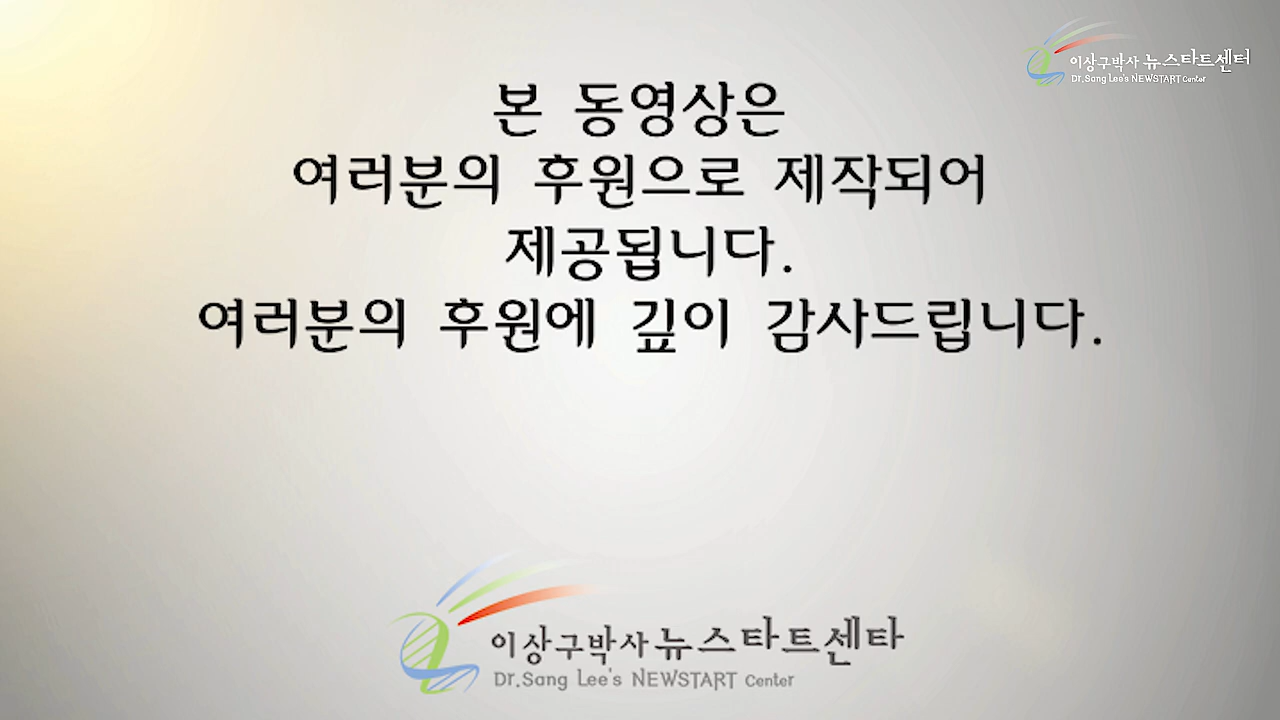 이상구박사 뉴스타트센터
Dr.Sang Lee's NEWSTART Center
본 동영상은
여러분의 후원으로 제작되어
제공됩니다.
여러분의 후원에 깊이 감사드립니다.
이상구박사 뉴스타트센타
Dr.Sang Lee's NEWSTART Center